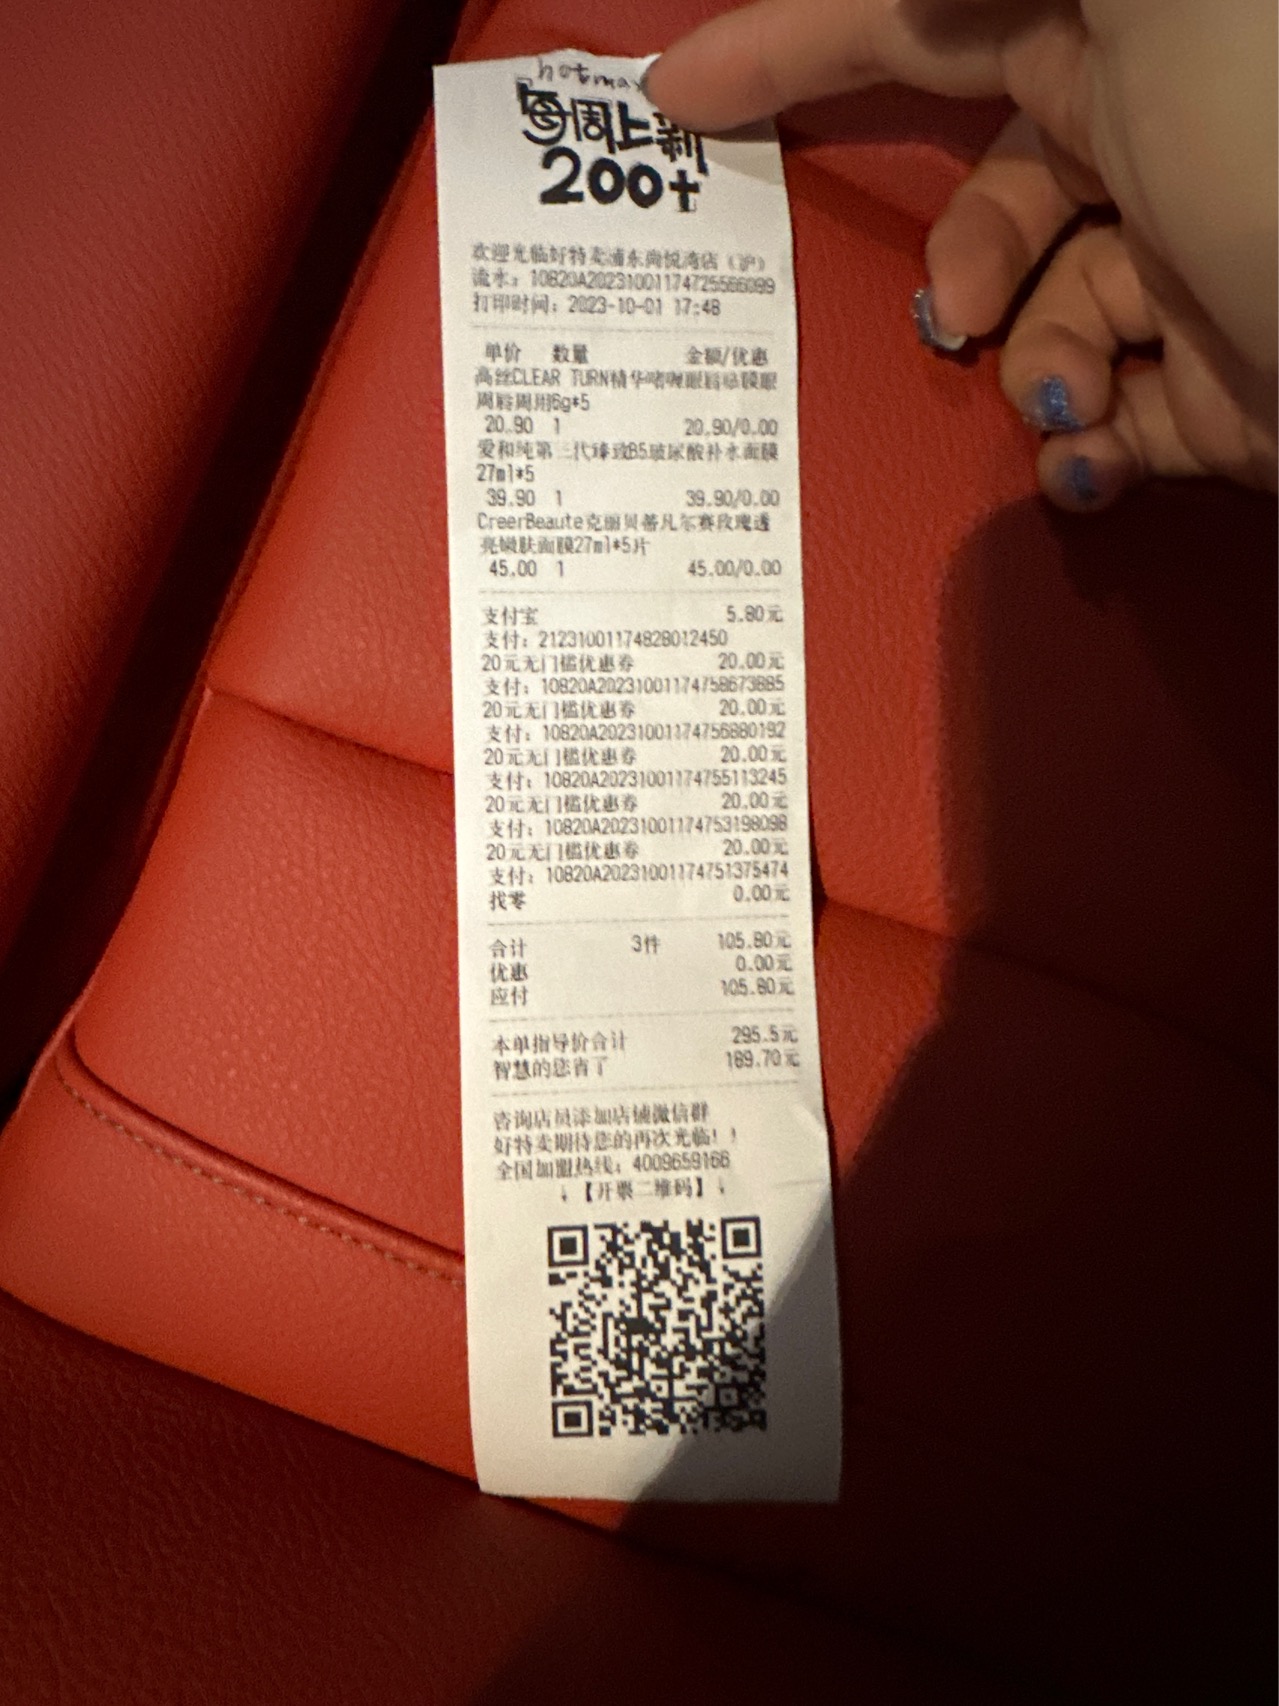 hotmax
「每周上新
200+」
欢迎光临好特卖浦东尚悦湾店（沪）
流水：10820A20231001174725566099
打印时间：2023-10-01 17:48
单价 数量 金额/优惠
高丝CLEAR TURN精华啫喱眼唇贴膜眼
周唇周用6g*5
20.90 1 20.90/0.00
爱和纯第三代臻致B5玻尿酸补水面膜
27ml*5
39.90 1 39.90/0.00
CreerBeaute克丽贝蒂凡尔赛玫瑰透
亮嫩肤面膜27ml*5片
45.00 1 45.00/0.00
支付宝 5.80元
支付：21231001174828012450
20元无门槛优惠券 20.00元
支付：10820A20231001174758673885
20元无门槛优惠券 20.00元
支付：10820A20231001174756880192
20元无门槛优惠券 20.00元
支付：10820A20231001174755113245
20元无门槛优惠券 20.00元
支付：10820A20231001174753198098
20元无门槛优惠券 20.00元
支付：10820A20231001174751375474
找零 0.00元
合计 3件 105.80元
优惠 0.00元
应付 105.80元
本单指导价合计 295.5元
智慧的您省了 189.70元
咨询店员添加店铺微信群
好特卖期待您的再次光临！！
全国加盟热线：4009659166
↓【开票二维码】↓